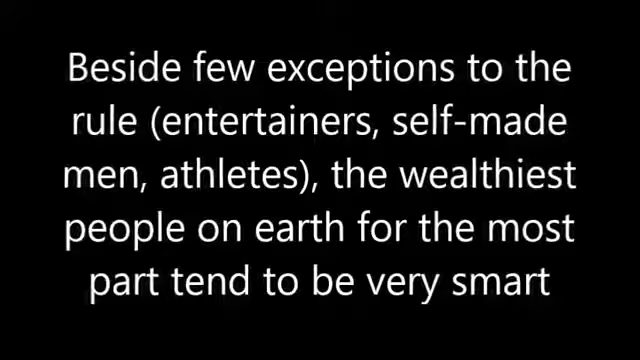 Beside few exceptions to the
rule (entertainers, self-made
men, athletes), the wealthiest
people on earth for the most
part tend to be very smart